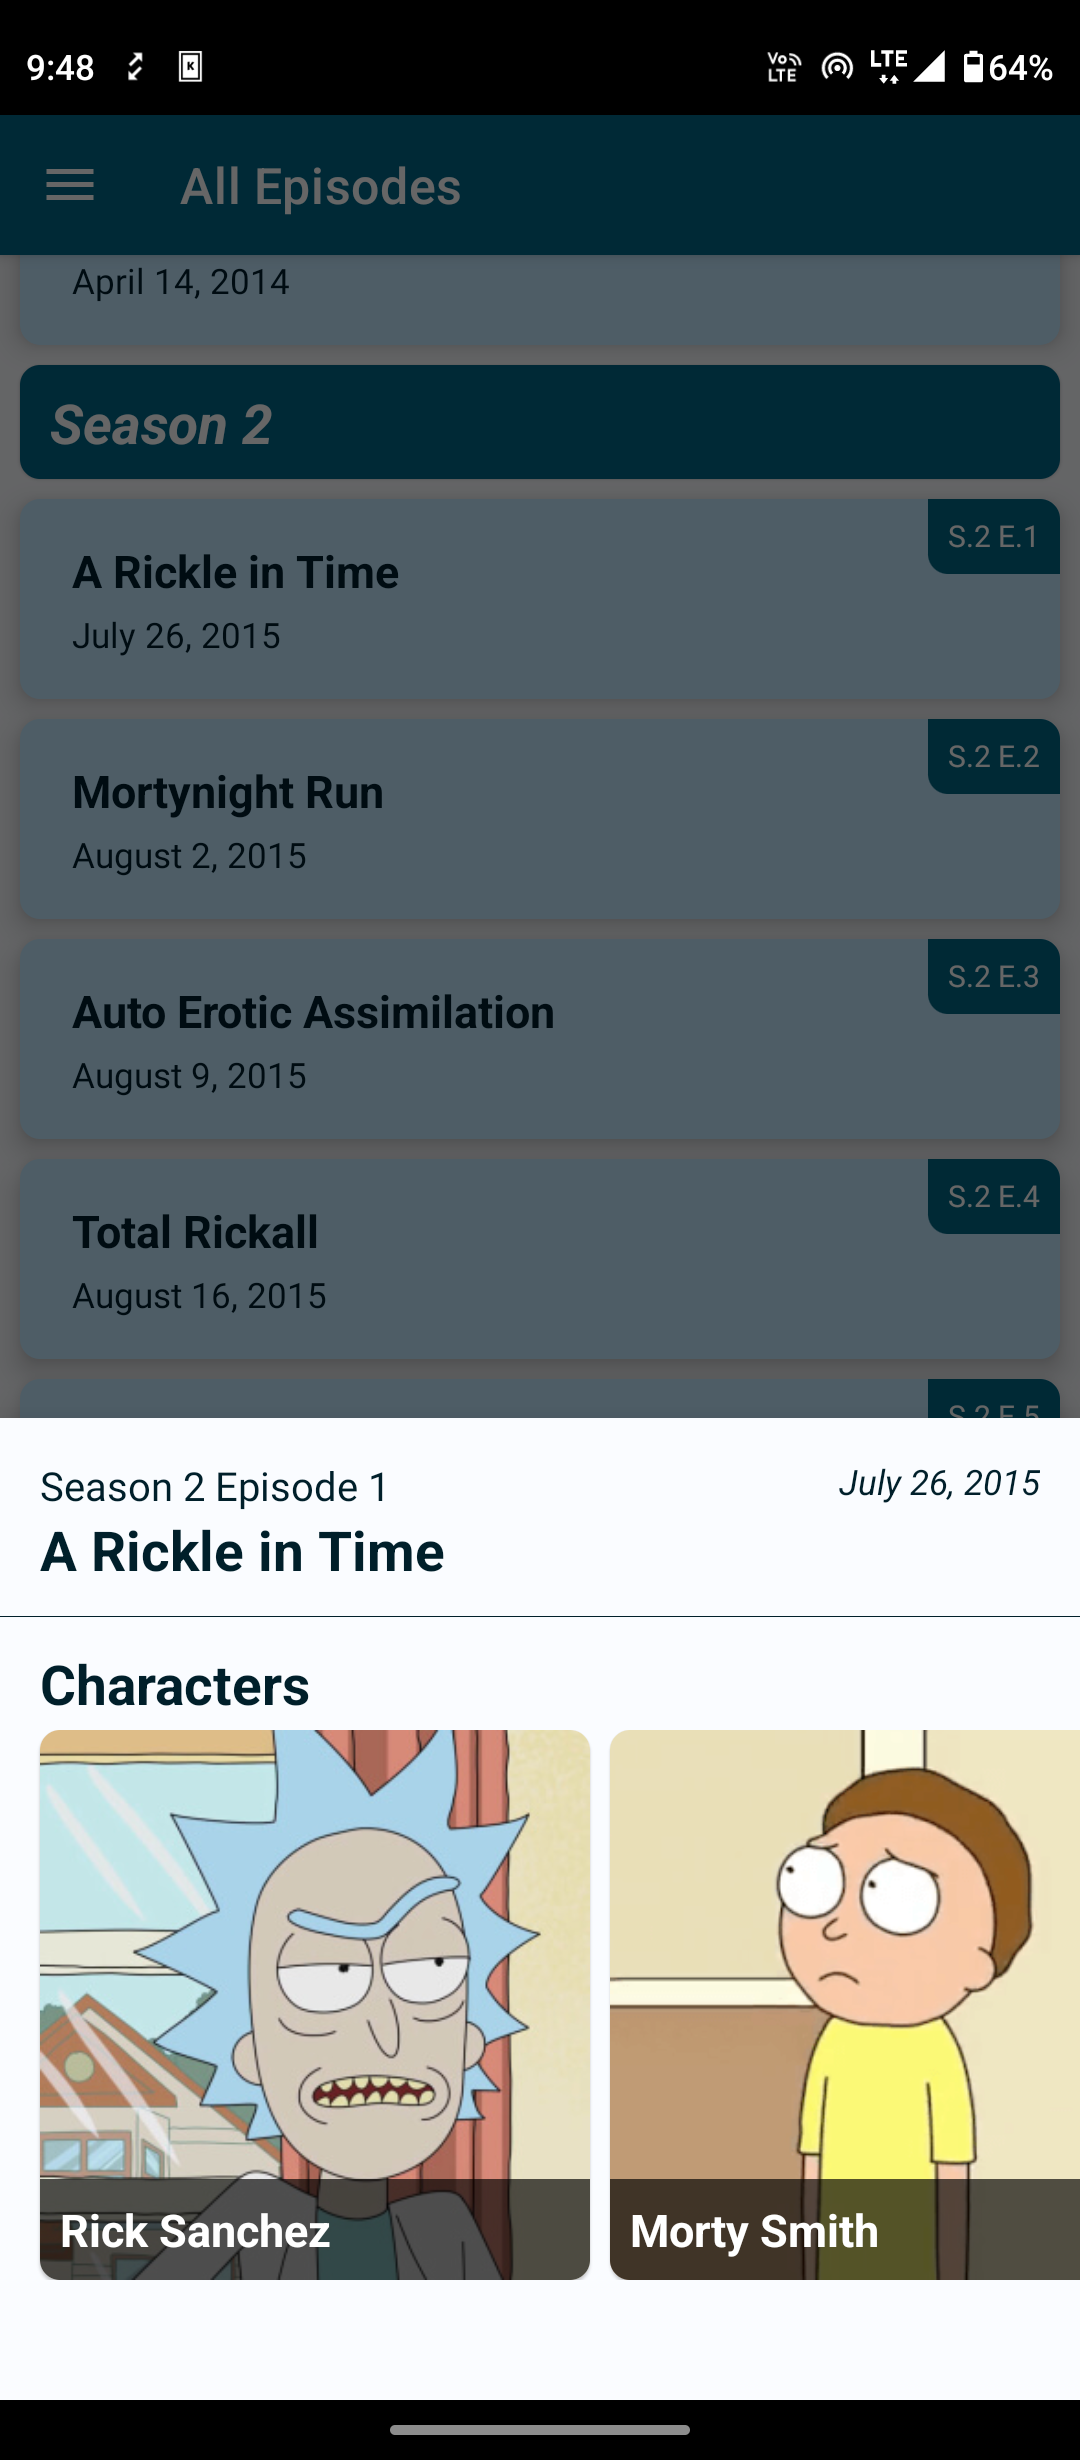 9:48
Vo LTE
LTE
64%
All Episodes
April 14, 2014
Season 2
S.2 E.1
A Rickle in Time
July 26, 2015
S.2 E.2
Mortynight Run
August 2, 2015
S.2 E.3
Auto Erotic Assimilation
August 9, 2015
S.2 E.4
Total Rickall
August 16, 2015
S.2 E.5
Season 2 Episode 1
July 26, 2015
A Rickle in Time
Characters
Rick Sanchez
Morty Smith